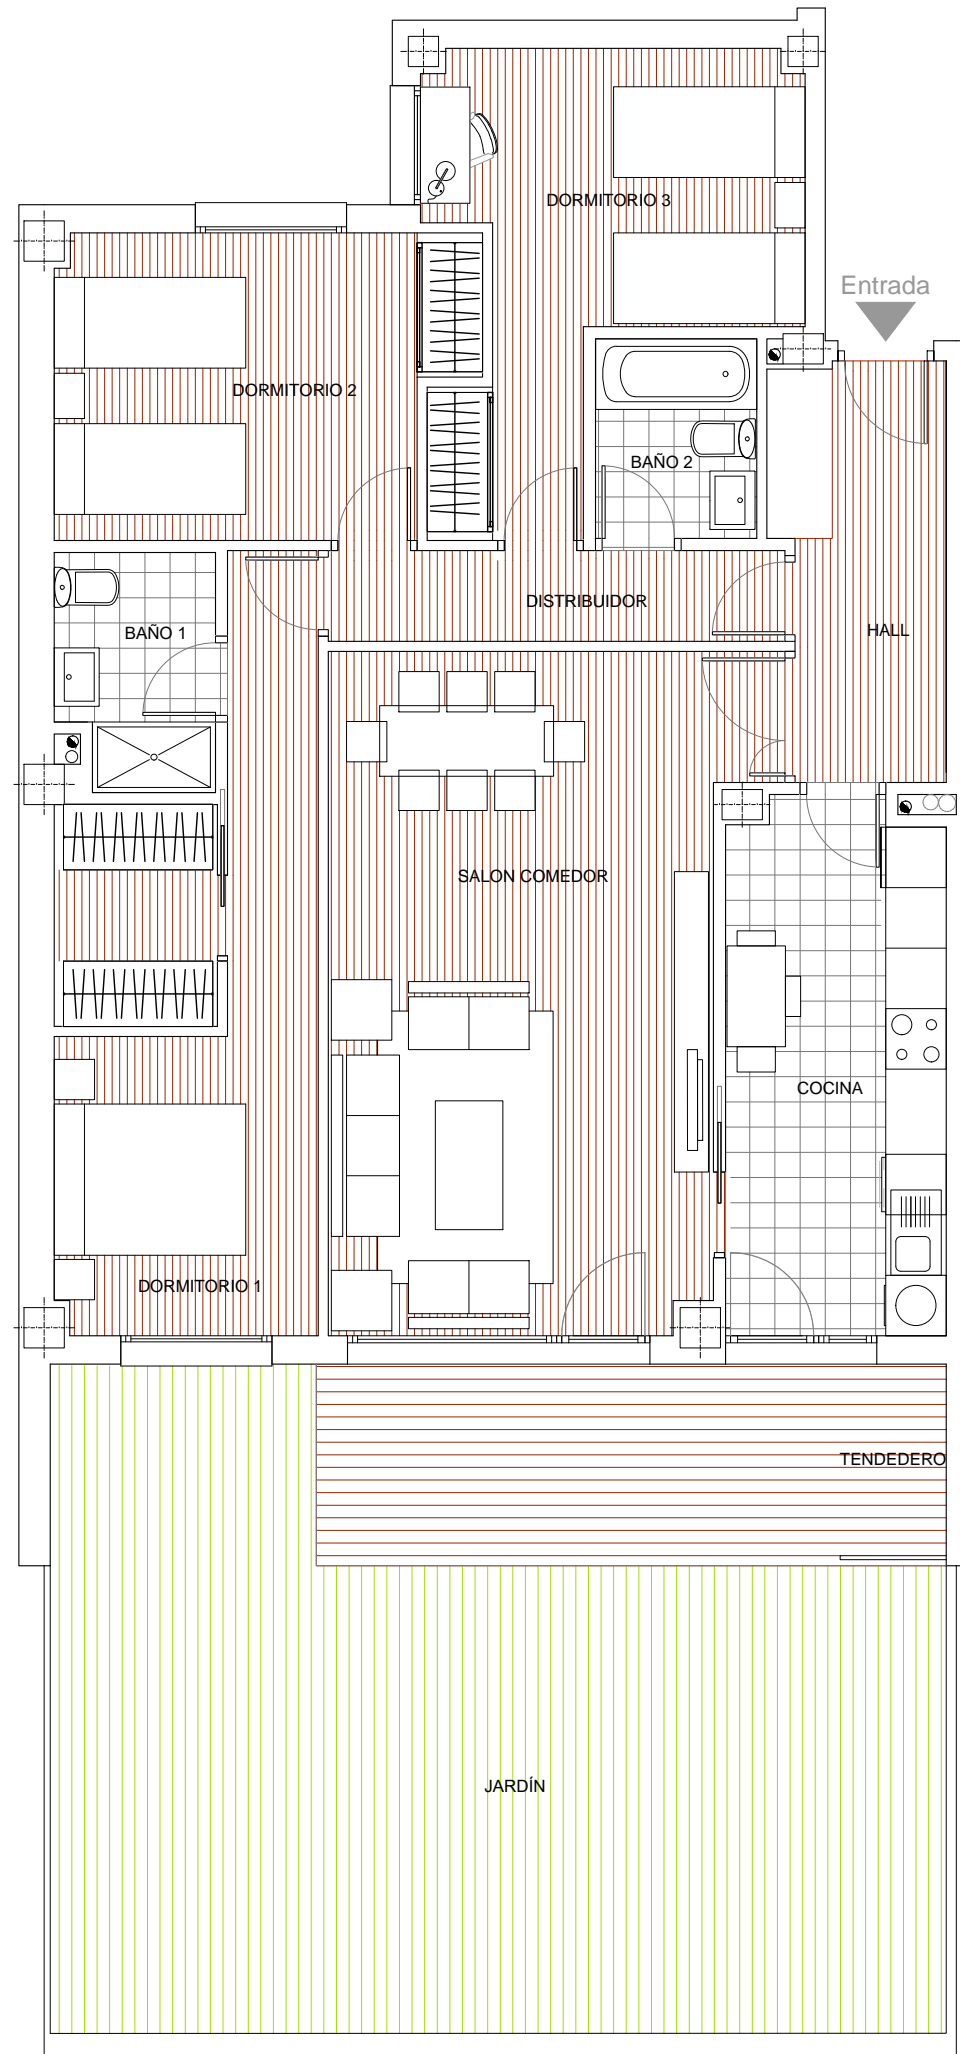 DORMITORIO 3
Entrada
DORMITORIO 2
BAÑO 2
DISTRIBUIDOR
BAÑO 1
HALL
SALON COMEDOR
COCINA
DORMITORIO 1
TENDEDERO
JARDÍN